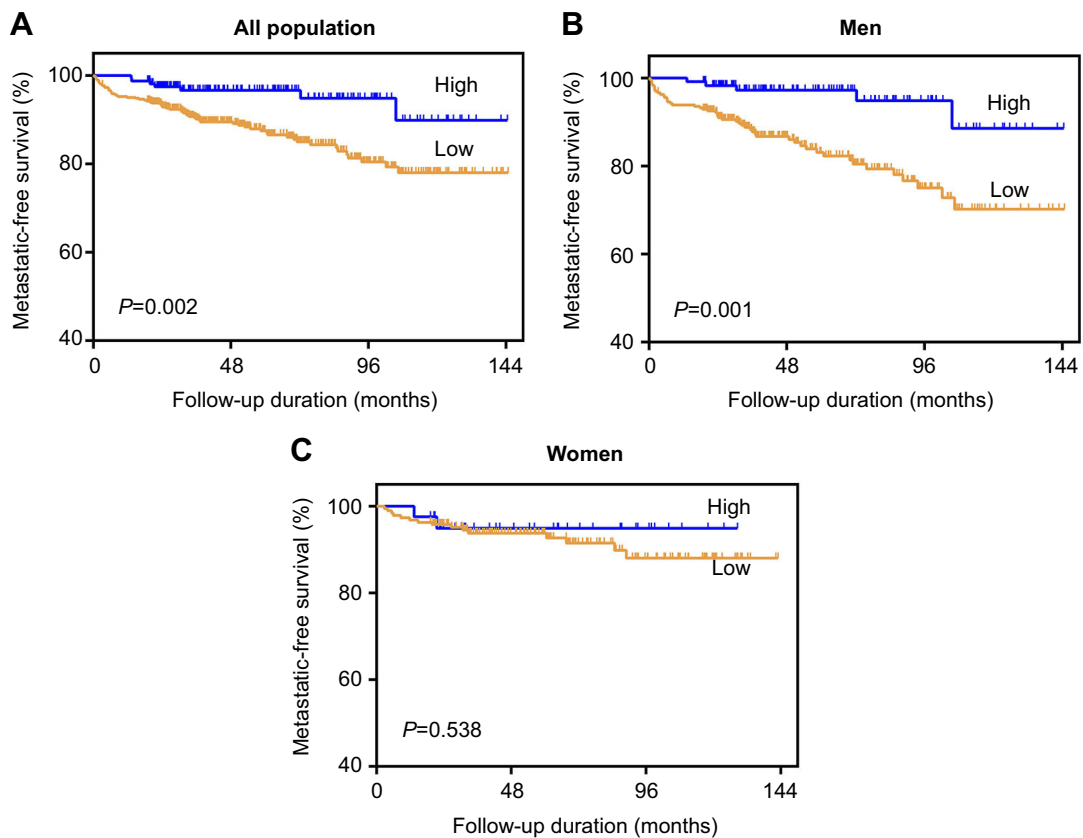 A
All population
Metastatic-free survival (%)
100
80
60
40
High
Low
P=0.002
0
48
96
144
Follow-up duration (months)
B
Men
Metastatic-free survival (%)
100
80
60
40
High
Low
P=0.001
0
48
96
144
Follow-up duration (months)
C
Women
Metastatic-free survival (%)
100
80
60
40
High
Low
P=0.538
0
48
96
144
Follow-up duration (months)